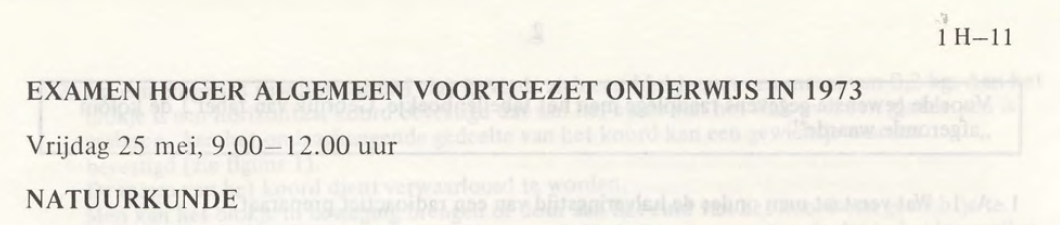 1 H–11
EXAMEN HOGER ALGEMEEN VOORTGEZET ONDERWIJS IN 1973
Vrijdag 25 mei, 9.00–12.00 uur
NATUURKUNDE